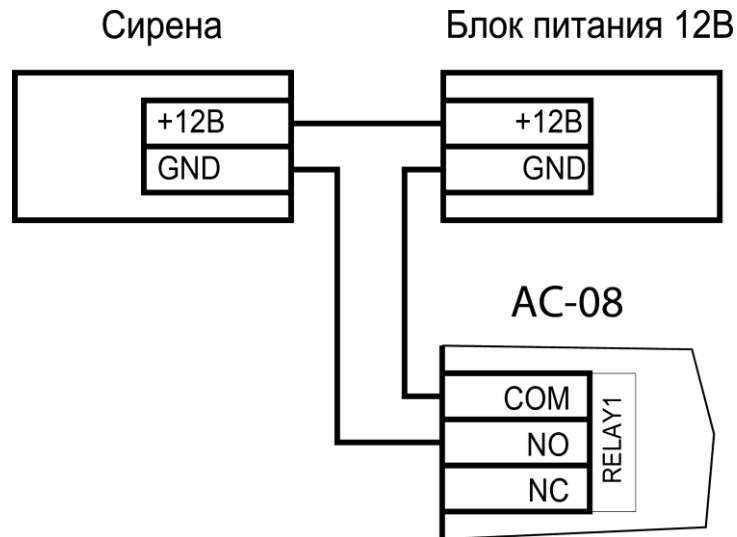 Сирена
Блок питания 12В
+12В
GND
+12В
GND
AC-08
COM
NO
NC
RELAY1